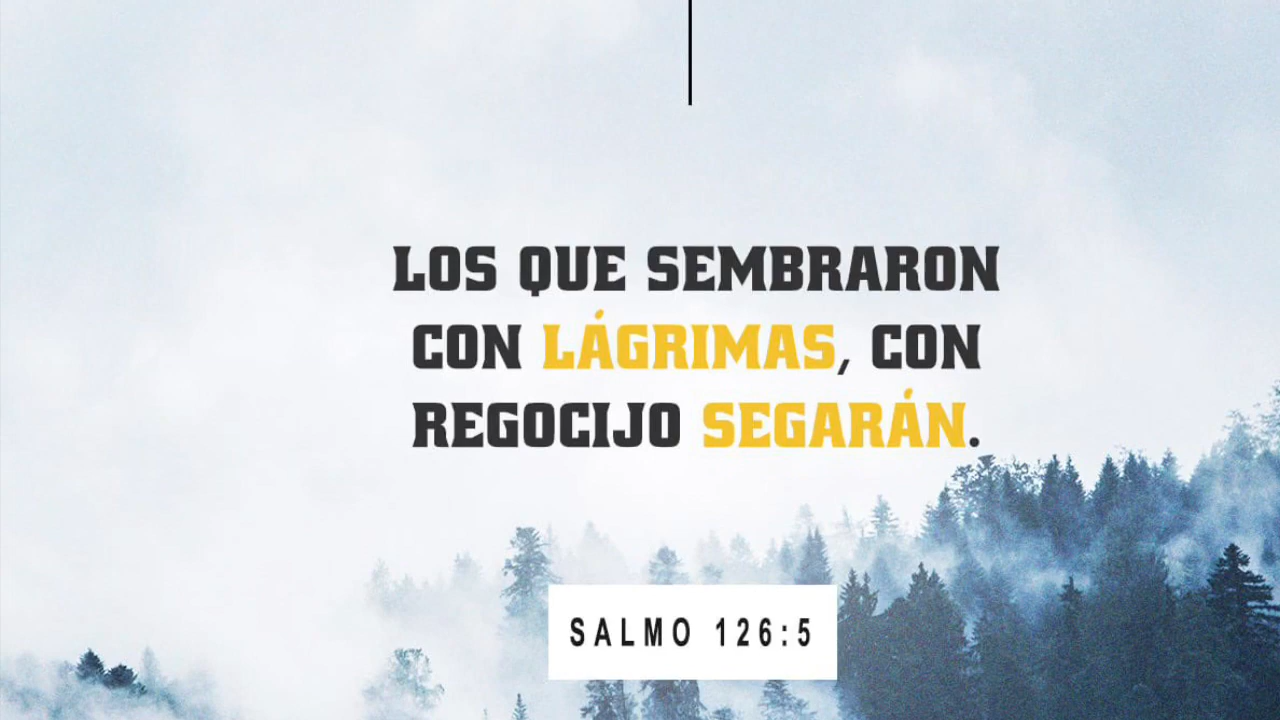 LOS QUE SEMBRARON
CON LÁGRIMAS, CON
REGOCIJO SEGARÁN.
SALMO 126:5